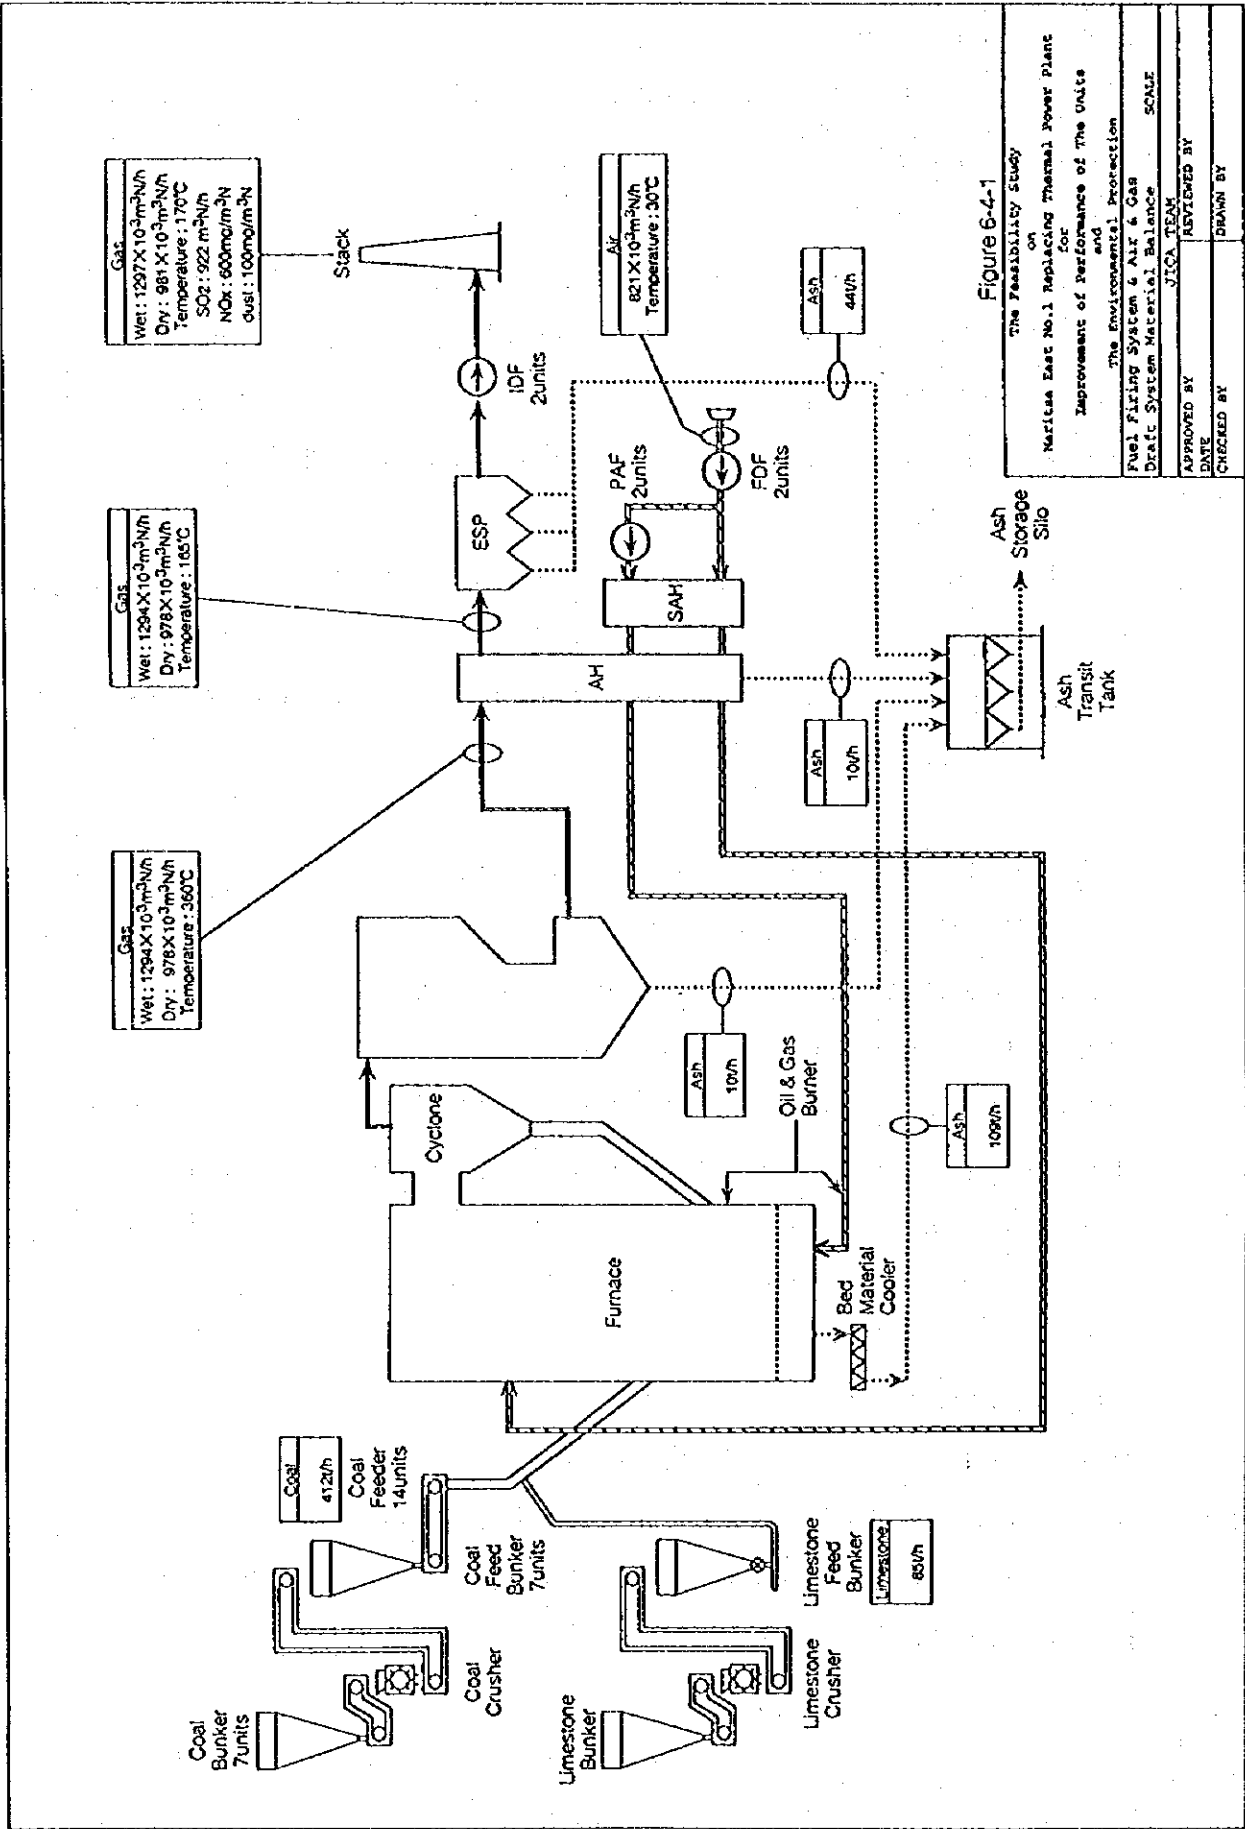 Gas
Wet : 1294X10³m³N/h
Dry : 978X10³m³N/h
Temperature : 360℃
Gas
Wet : 1294X10³m³N/h
Dry : 978X10³m³N/h
Temperature : 165℃
Gas
Wet : 1297X10³m³N/h
Dry : 981X10³m³N/h
Temperature : 170℃
SO2 : 922 m³N/h
NOx : 600mg/m³N
dust : 100mg/m³N
Stack
IDF
2units
ESP
AH
SAH
PAF
2units
FDF
2units
Air
821X10³m³N/h
Temperature : 30℃
Ash
44t/h
Ash
10t/h
Ash
10t/h
Ash
109t/h
Ash
Transit
Tank
Ash
Storage
Silo
Cyclone
Furnace
Oil & Gas
Burner
Bed
Material
Cooler
Coal
Bunker
7units
Coal
Crusher
Coal
Feed
Bunker
7units
Coal
412t/h
Coal
Feeder
14units
Limestone
Bunker
Limestone
Crusher
Limestone
Feed
Bunker
Limestone
85t/h
Figure 6-4-1
The Feasibility Study
on
Maritsa East No.1 Replacing Thermal Power Plant
for
Improvement of Performance of The Units
and
The Environmental Protection
Fuel Firing System & Air & Gas
Draft System Material Balance SCALE
JICA TEAM
APPROVED BY REVIEWED BY
DATE
CHECKED BY DRAWN BY